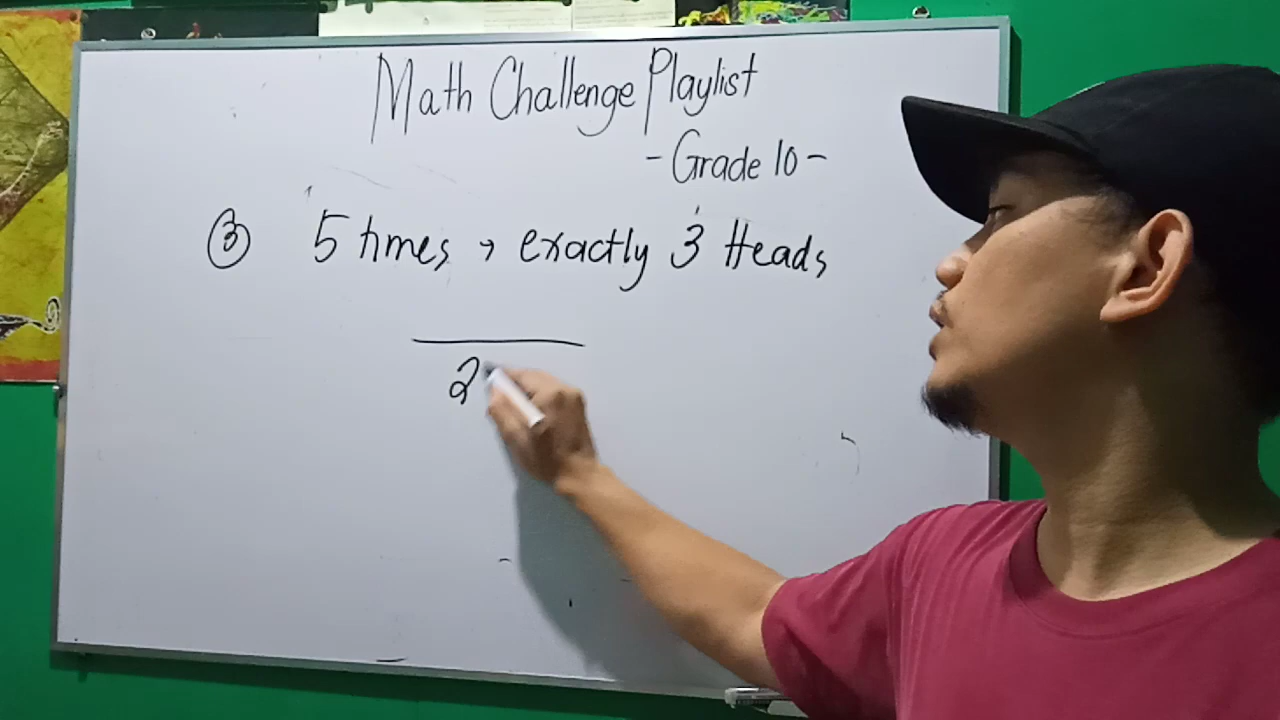 Math Challenge Playlist
- Grade 10 -
③ 5 times , exactly 3 Heads
2